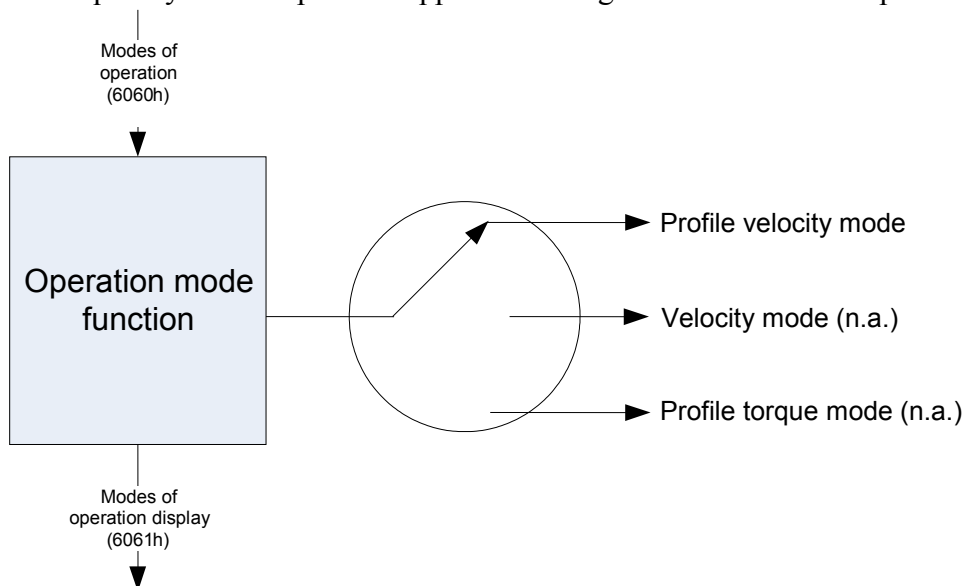 Modes of
operation
(6060h)
Operation mode
function
Profile velocity mode
Velocity mode (n.a.)
Profile torque mode (n.a.)
Modes of
operation display
(6061h)